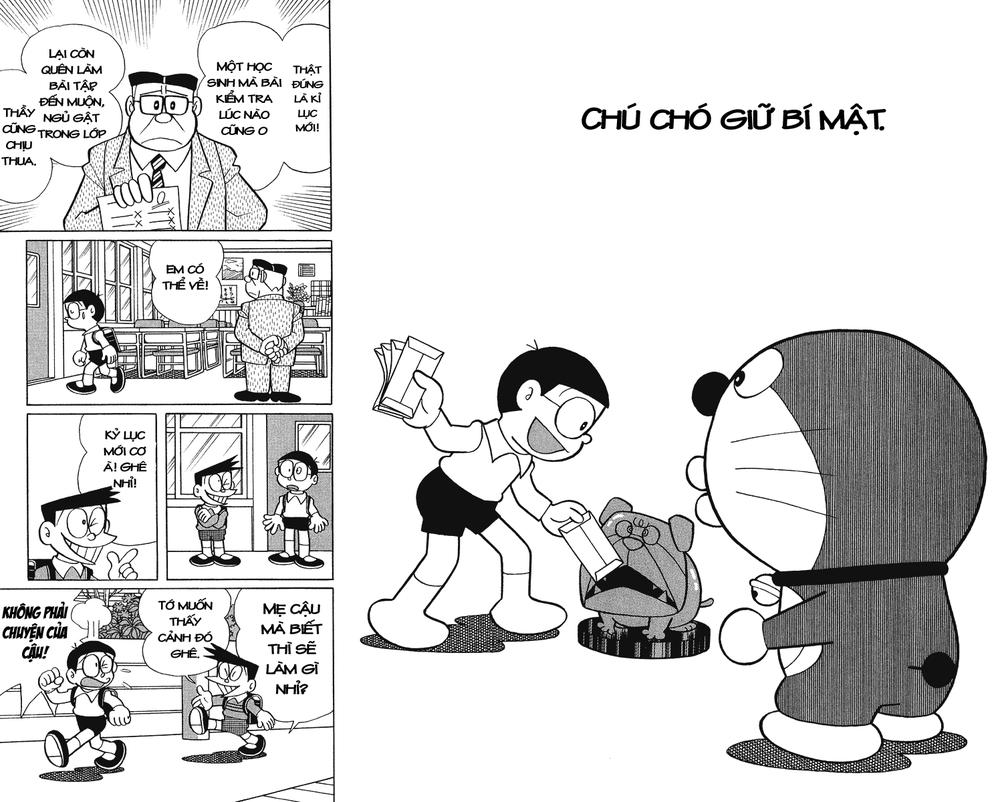 CHÚ CHÓ GIỮ BÍ MẬT.
THẬT
ĐÚNG
LÀ KỈ
LỤC
MỚI!
MỘT HỌC
SINH MÀ BÀI
KIỂM TRA
LÚC NÀO
CŨNG O
LẠI CÒN
QUÊN LÀM
BÀI TẬP,
ĐẾN MUỘN,
NGỦ GẬT
TRONG LỚP
THẦY
CŨNG
CHỊU
THUA.
EM CÓ
THỂ VỀ!
KỶ LỤC
MỚI CƠ
À! GHÊ
NHỈ!
MẸ CẬU
MÀ BIẾT
THÌ SẼ
LÀM GÌ
NHỈ?
TỚ MUỐN
THẤY
CẢNH ĐÓ
GHÊ.
KHÔNG PHẢI
CHUYỆN CỦA
CẬU!